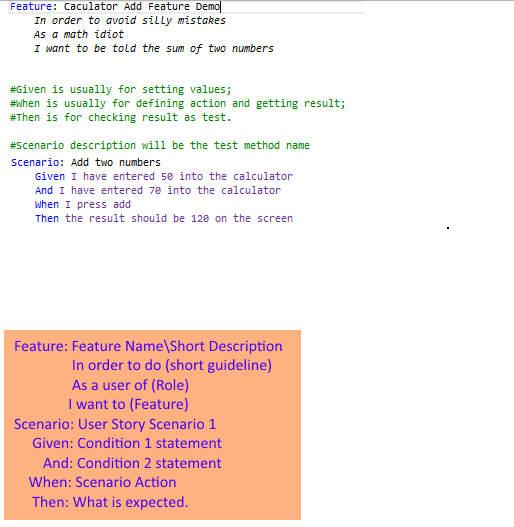 Feature: Caculator Add Feature Demo
In order to avoid silly mistakes
As a math idiot
I want to be told the sum of two numbers
#Given is usually for setting values;
#When is usually for defining action and getting result;
#Then is for checking result as test.
#Scenario description will be the test method name
Scenario: Add two numbers
Given I have entered 50 into the calculator
And I have entered 70 into the calculator
When I press add
Then the result should be 120 on the screen
Feature: Feature Name\Short Description
In order to do (short guideline)
As a user of (Role)
I want to (Feature)
Scenario: User Story Scenario 1
Given: Condition 1 statement
And: Condition 2 statement
When: Scenario Action
Then: What is expected.